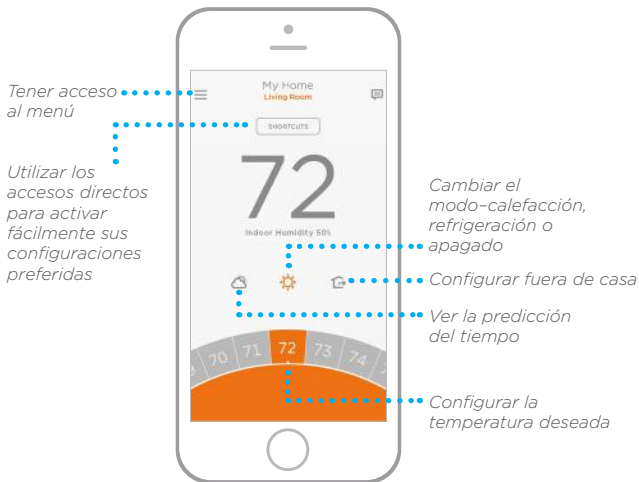 Tener acceso
al menú
Utilizar los
accesos directos
para activar
fácilmente sus
configuraciones
preferidas
My Home
Living Room
SHORTCUTS
72
Indoor Humidity 50%
70 71 72 73 74
Cambiar el
modo–calefacción,
refrigeración o
apagado
Configurar fuera de casa
Ver la predicción
del tiempo
Configurar la
temperatura deseada